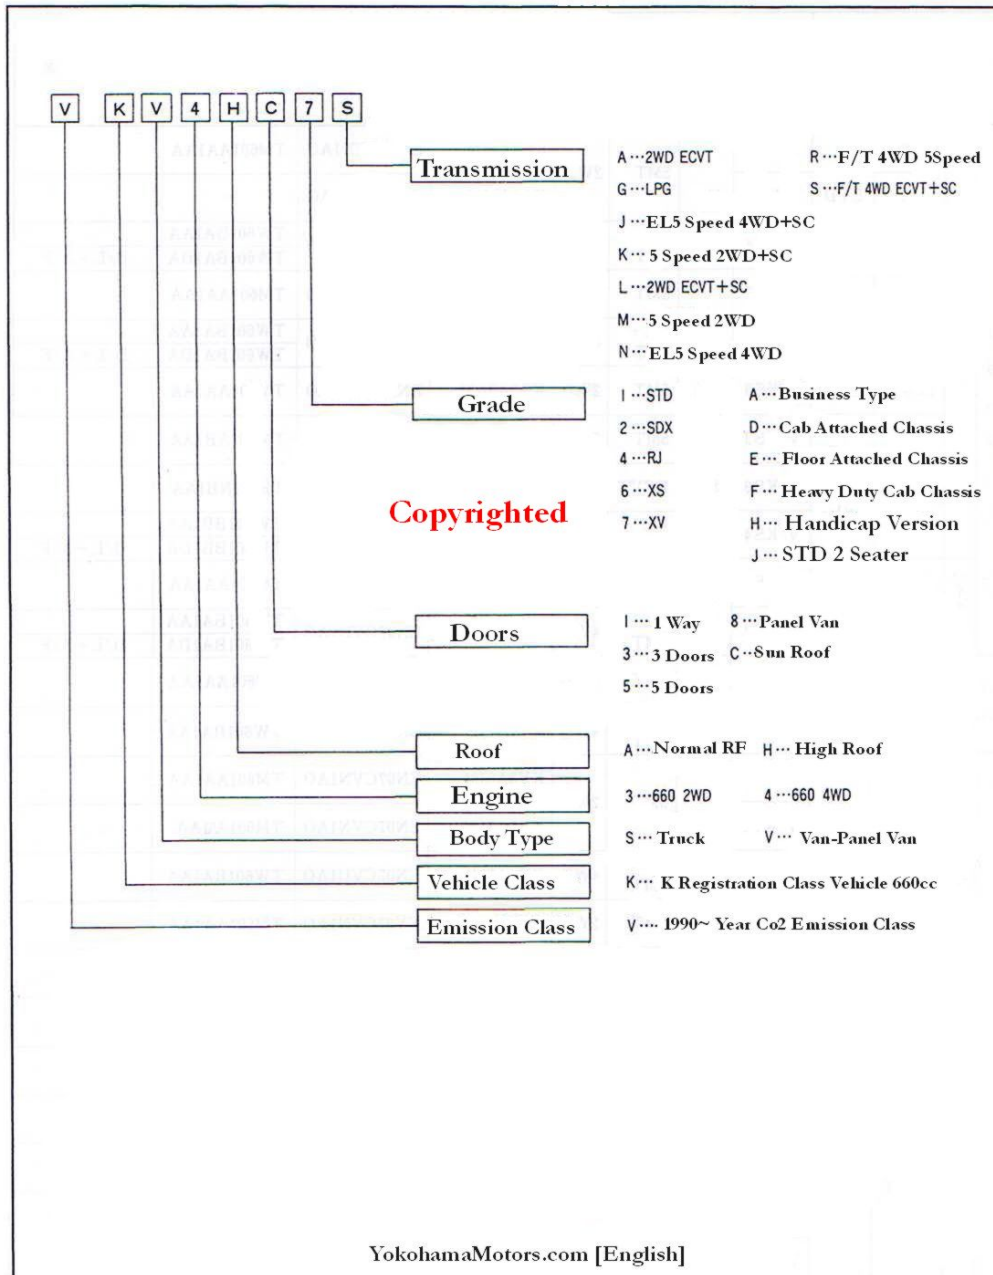 V K V 4 H C 7 S
Transmission A…2WD ECVT R…F/T 4WD 5Speed
G…LPG S…F/T 4WD ECVT+SC
J…EL5 Speed 4WD+SC
K…5 Speed 2WD+SC
L…2WD ECVT+SC
M…5 Speed 2WD
N…EL5 Speed 4WD
Grade I…STD A…Business Type
2…SDX D…Cab Attached Chassis
4…RJ E…Floor Attached Chassis
6…XS F…Heavy Duty Cab Chassis
Copyrighted
7…XV H…Handicap Version
J…STD 2 Seater
Doors I…1 Way 8…Panel Van
3…3 Doors C…Sun Roof
5…5 Doors
Roof A…Normal RF H…High Roof
Engine 3…660 2WD 4…660 4WD
Body Type S…Truck V…Van-Panel Van
Vehicle Class K…K Registration Class Vehicle 660cc
Emission Class V….1990~ Year Co2 Emission Class
YokohamaMotors.com [English]